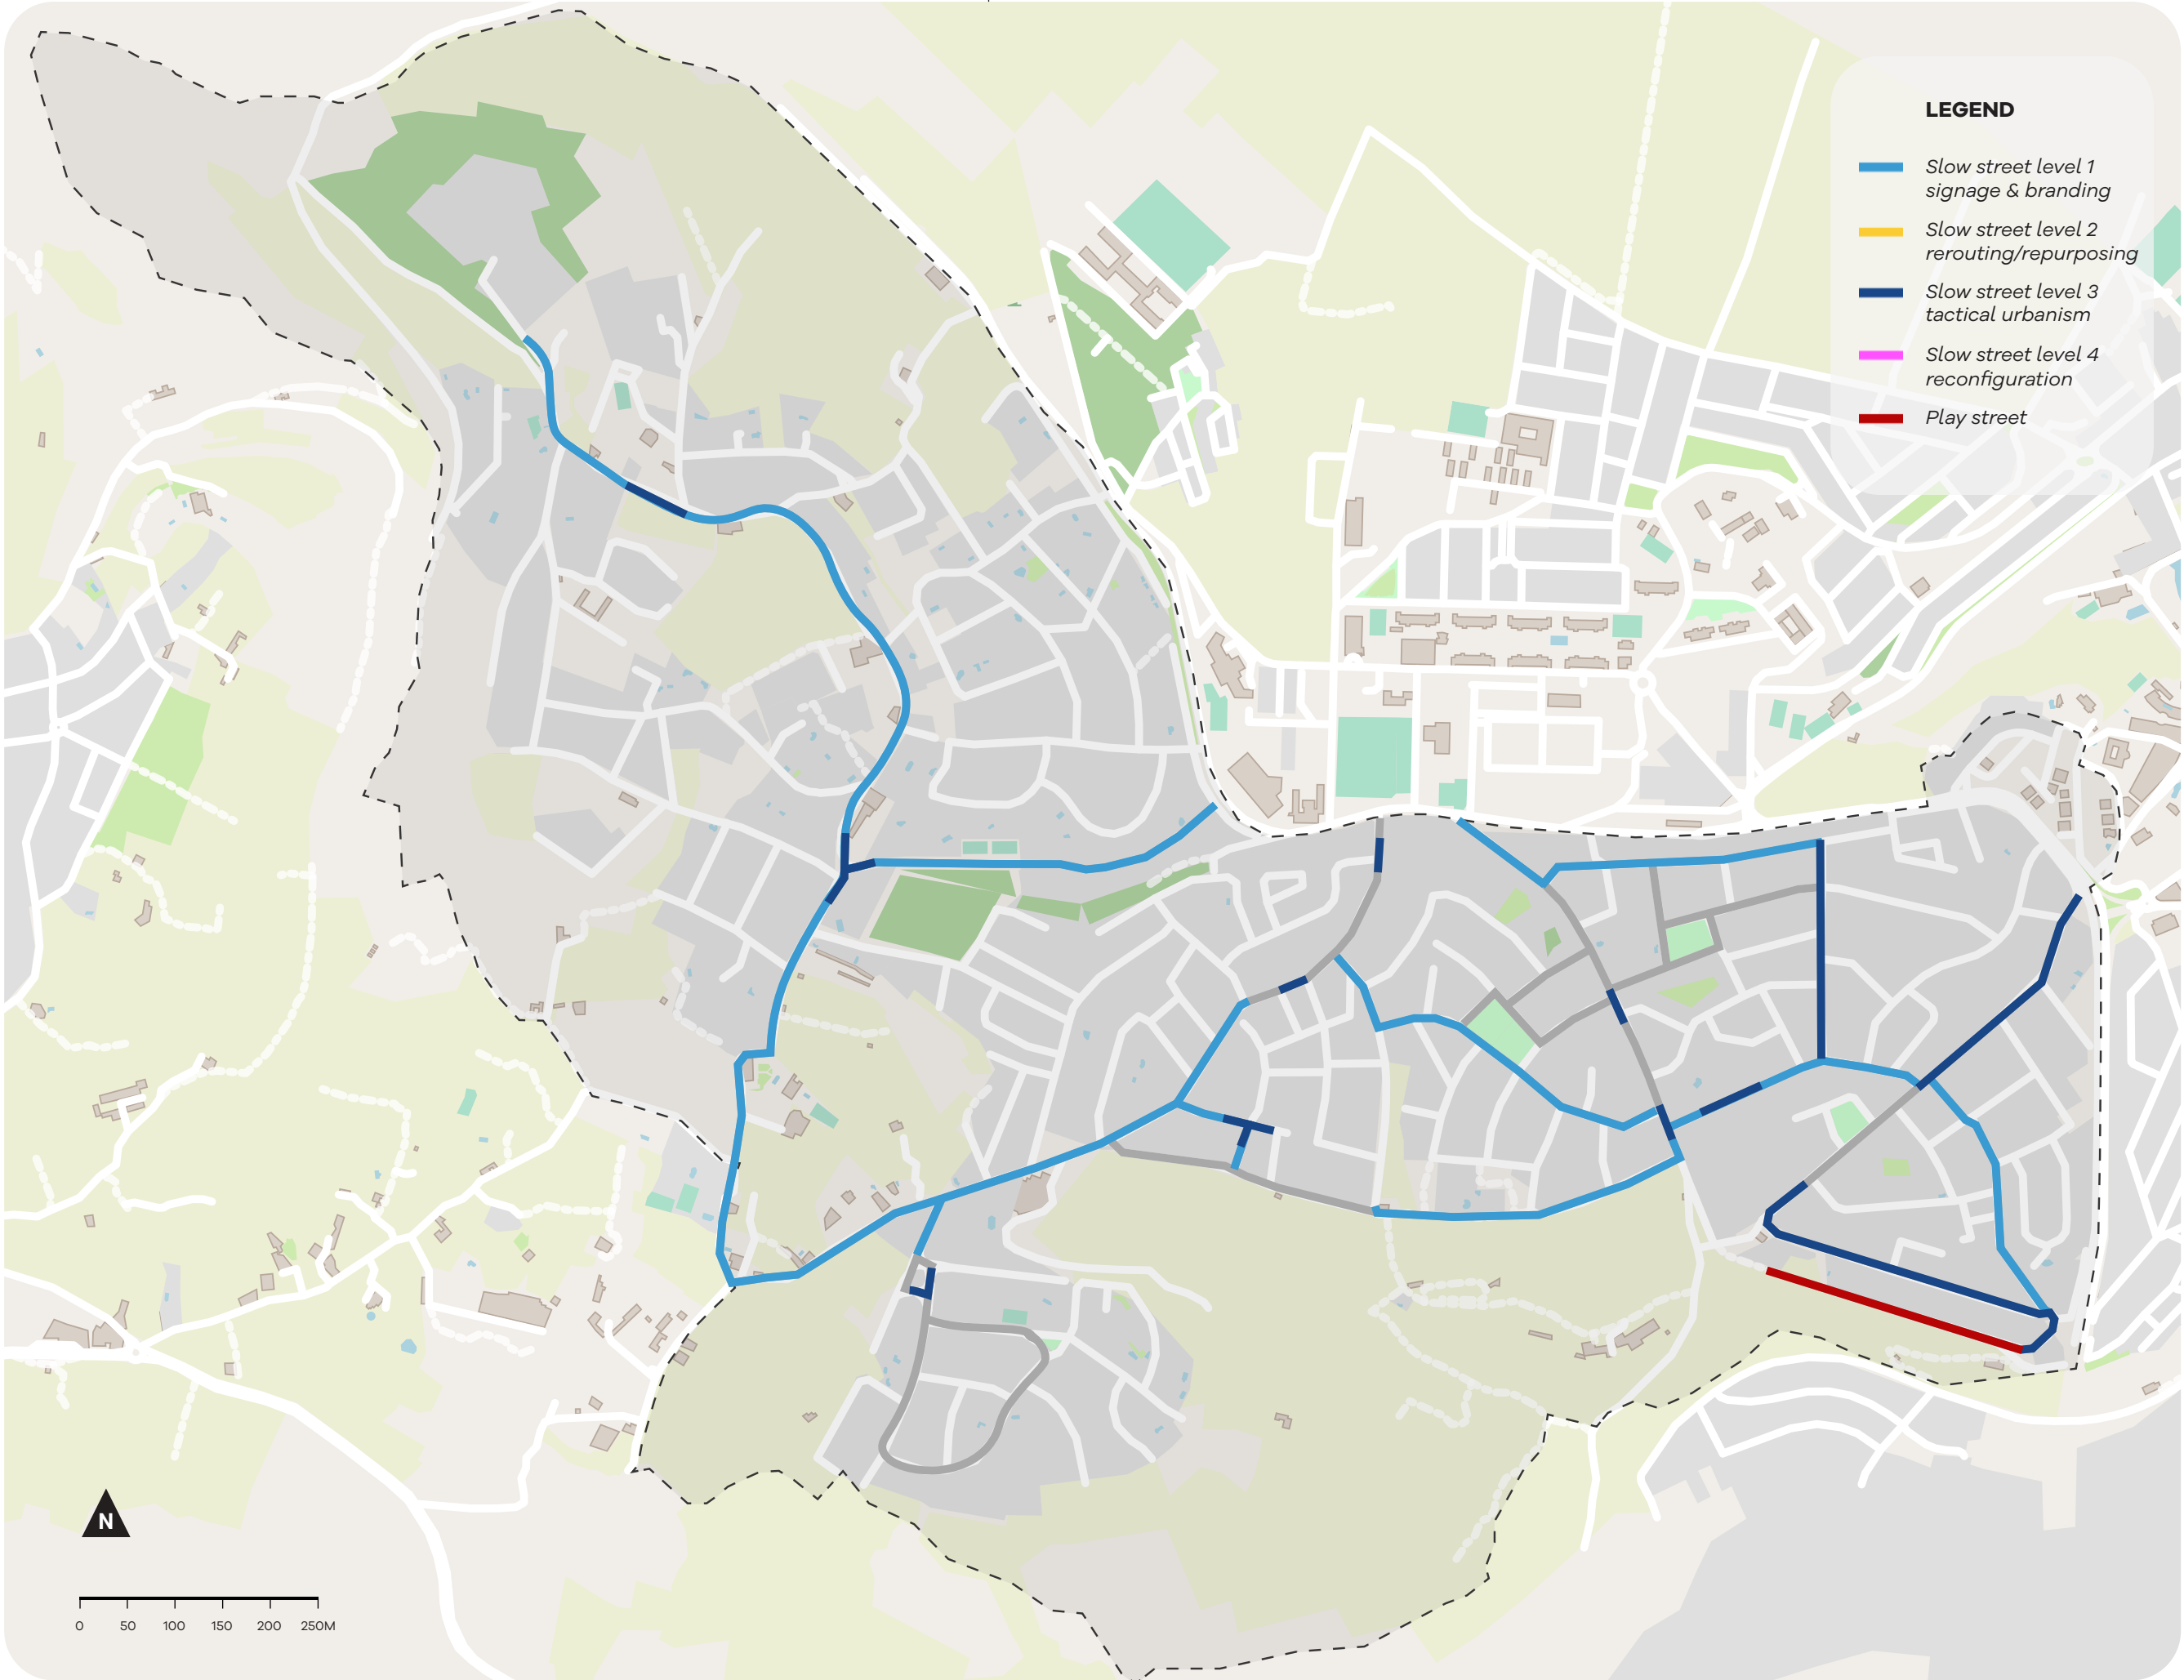 LEGEND
Slow street level 1
signage & branding
Slow street level 2
rerouting/repurposing
Slow street level 3
tactical urbanism
Slow street level 4
reconfiguration
Play street
N
0 50 100 150 200 250M